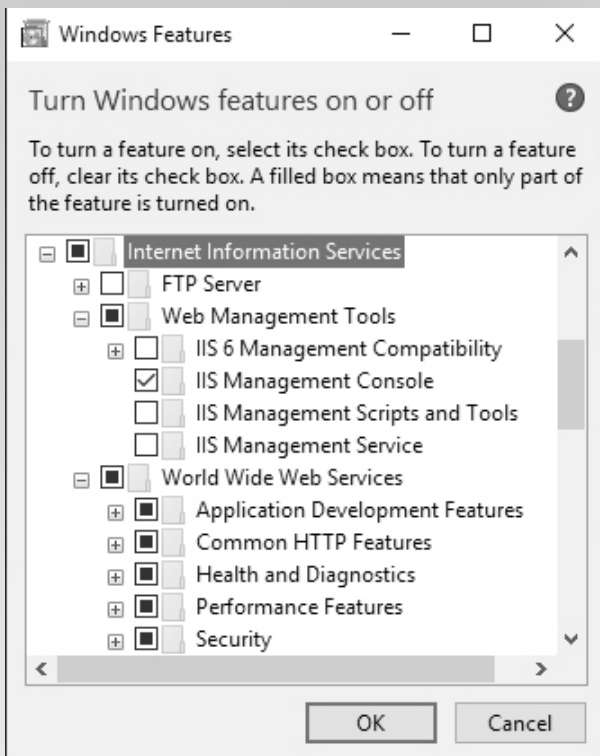 Windows Features
Turn Windows features on or off
To turn a feature on, select its check box. To turn a feature
off, clear its check box. A filled box means that only part of
the feature is turned on.
Internet Information Services
FTP Server
Web Management Tools
IIS 6 Management Compatibility
IIS Management Console
IIS Management Scripts and Tools
IIS Management Service
World Wide Web Services
Application Development Features
Common HTTP Features
Health and Diagnostics
Performance Features
Security
OK
Cancel